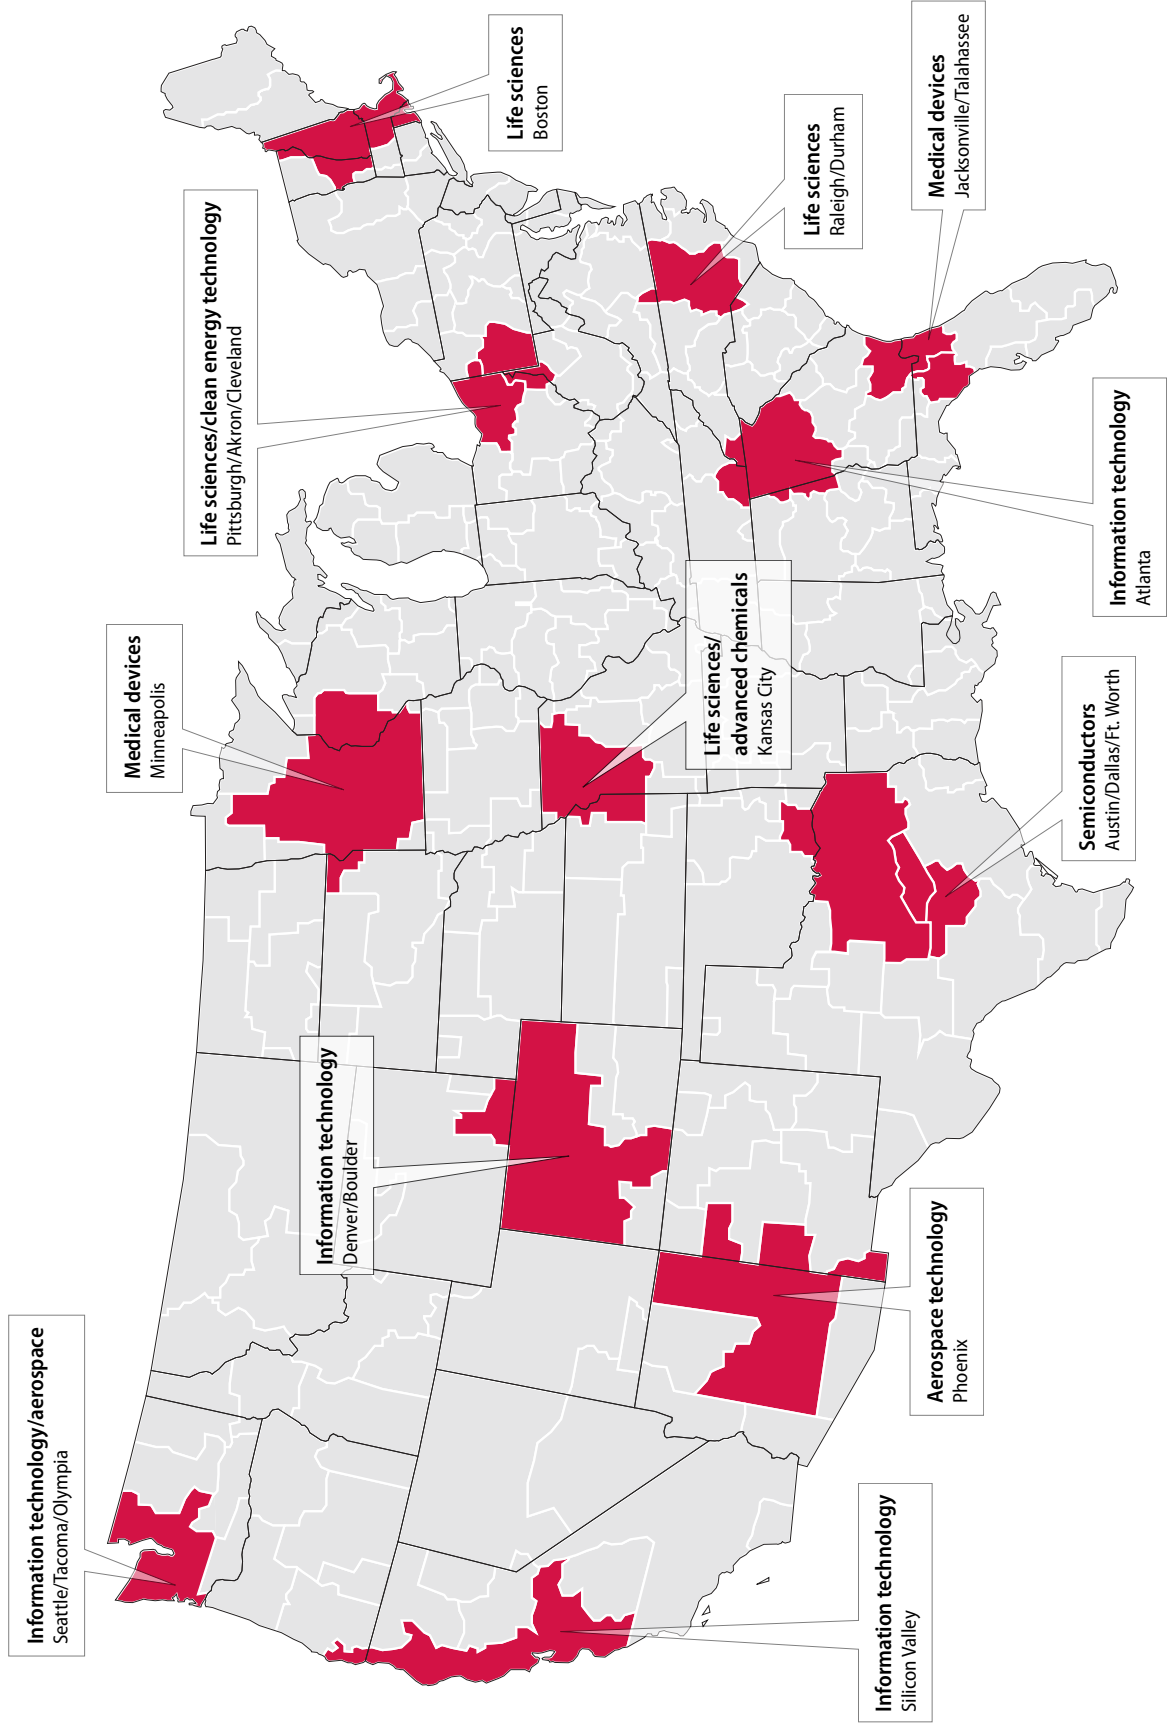 Information technology/aerospace
Seattle/Tacoma/Olympia
Medical devices
Minneapolis
Life sciences/clean energy technology
Pittsburgh/Akron/Cleveland
Life sciences
Boston
Information technology
Denver/Boulder
Life sciences/
advanced chemicals
Kansas City
Life sciences
Raleigh/Durham
Information technology
Silicon Valley
Aerospace technology
Phoenix
Semiconductors
Austin/Dallas/Ft. Worth
Information technology
Atlanta
Medical devices
Jacksonville/Talahassee